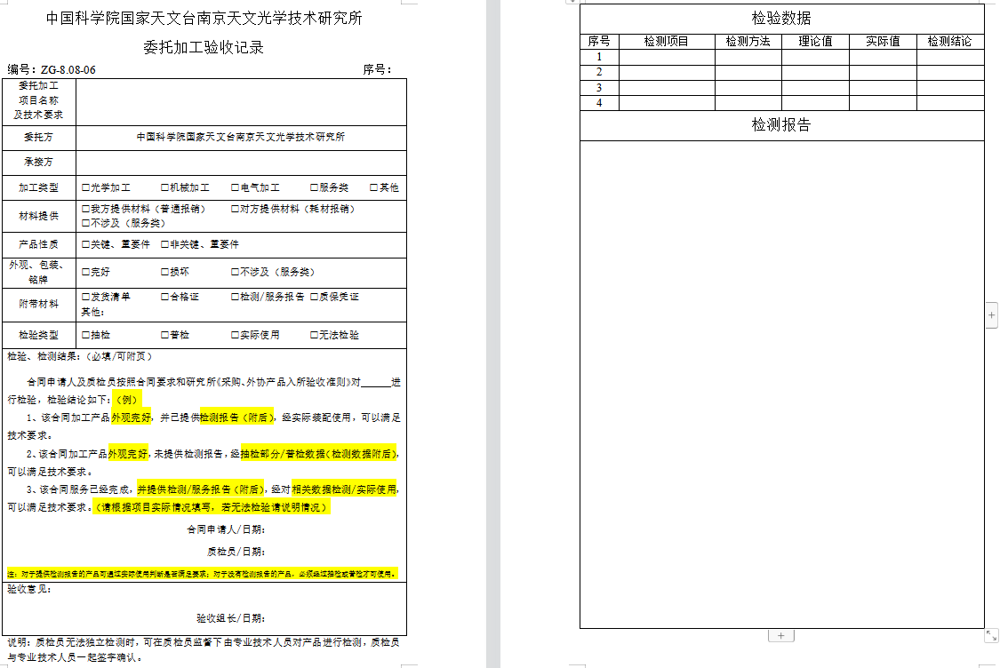 中国科学院国家天文台南京天文光学技术研究所
委托加工验收记录
编号：ZG-8.08-06 序号：
委托加工
项目名称
及技术要求
委托方 中国科学院国家天文台南京天文光学技术研究所
承接方
加工类型 □光学加工 □机械加工 □电气加工 □服务类 □其他
材料提供 □我方提供材料（普通报销） □对方提供材料（耗材报销）
□不涉及（服务类）
产品性质 □关键、重要件 □非关键、重要件
外观、包装、
铭牌
□完好 □损坏 □不涉及（服务类）
附带材料 □发货清单 □合格证 □检测/服务报告 □质保凭证
其他：
检验类型 □抽检 □普检 □实际使用 □无法检验
检验、检测结果：（必填/可附页）
合同申请人及质检员按照合同要求和研究所《采购、外协产品入所验收准则》对______进
行检验，检验结论如下：（例）
1、该合同加工产品外观完好，并已提供检测报告（附后），经实际装配使用，可以满足
技术要求。
2、该合同加工产品外观完好，未提供检测报告，经抽检部分/普检数据（检测数据附后），
可以满足技术要求。
3、该合同服务已经完成，并提供检测/服务报告（附后），经对相关数据检测/实际使用，
可以满足技术要求。（请根据项目实际情况填写，若无法检验请说明情况）
合同申请人/日期：
质检员/日期：
注：对于提供检测报告的产品可通过实际使用判断是否满足要求；对于没有检测报告的产品，必须经过抽检或普检才可使用。
验收意见：
验收组长/日期：
说明：质检员无法独立检测时，可在质检员监督下由专业技术人员对产品进行检测，质检员
与专业技术人员一起签字确认。
检验数据
序号 检测项目 检测方法 理论值 实际值 检测结论
1
2
3
4
检测报告